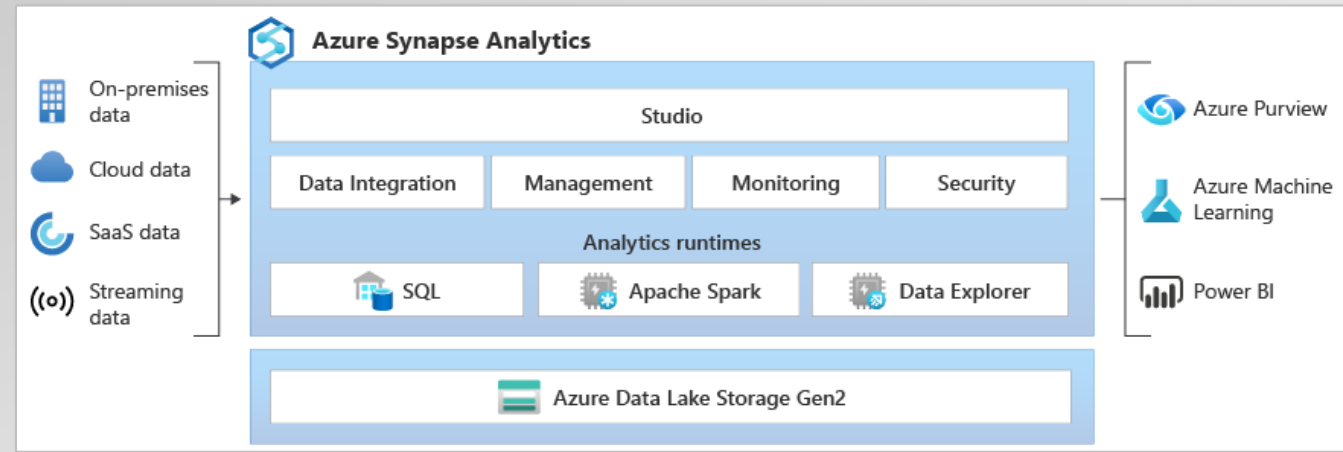 Azure Synapse Analytics
On-premises
data
Cloud data
SaaS data
Streaming
data
Studio
Data Integration
Management
Monitoring
Security
Analytics runtimes
SQL
Apache Spark
Data Explorer
Azure Data Lake Storage Gen2
Azure Purview
Azure Machine
Learning
Power BI